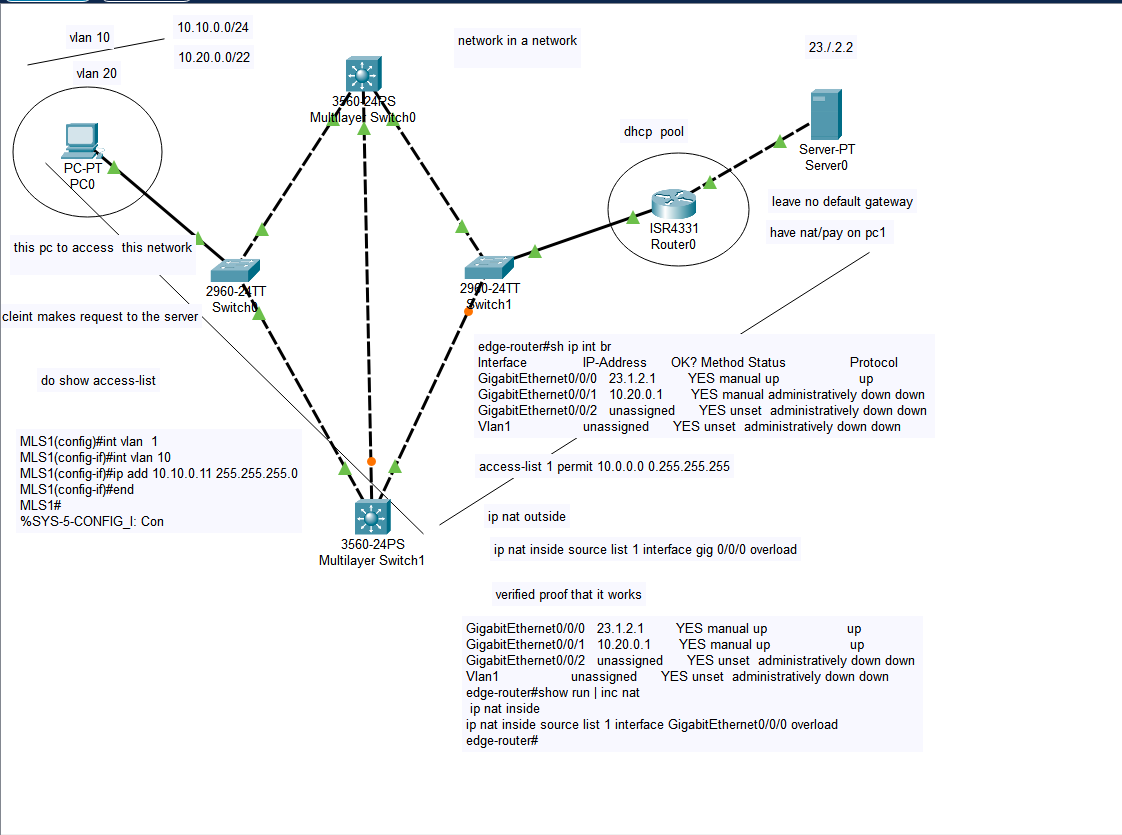 vlan 10
10.10.0.0/24
10.20.0.0/22
vlan 20
network in a network
23./.2.2
3560-24PS
Multilayer Switch0
dhcp pool
Server-PT
Server0
PC-PT
PC0
ISR4331
Router0
leave no default gateway
have nat/pay on pc1
this pc to access this network
2960-24TT
Switch0
2960-24TT
Switch1
cleint makes request to the server
do show access-list
edge-router#sh ip int br
Interface IP-Address OK? Method Status Protocol
GigabitEthernet0/0/0 23.1.2.1 YES manual up up
GigabitEthernet0/0/1 10.20.0.1 YES manual administratively down down
GigabitEthernet0/0/2 unassigned YES unset administratively down down
Vlan1 unassigned YES unset administratively down down
MLS1(config)#int vlan 1
MLS1(config-if)#int vlan 10
MLS1(config-if)#ip add 10.10.0.11 255.255.255.0
MLS1(config-if)#end
MLS1#
%SYS-5-CONFIG_I: Con
access-list 1 permit 10.0.0.0 0.255.255.255
ip nat outside
3560-24PS
Multilayer Switch1
ip nat inside source list 1 interface gig 0/0/0 overload
verified proof that it works
GigabitEthernet0/0/0 23.1.2.1 YES manual up up
GigabitEthernet0/0/1 10.20.0.1 YES manual up up
GigabitEthernet0/0/2 unassigned YES unset administratively down down
Vlan1 unassigned YES unset administratively down down
edge-router#show run | inc nat
ip nat inside
ip nat inside source list 1 interface GigabitEthernet0/0/0 overload
edge-router#